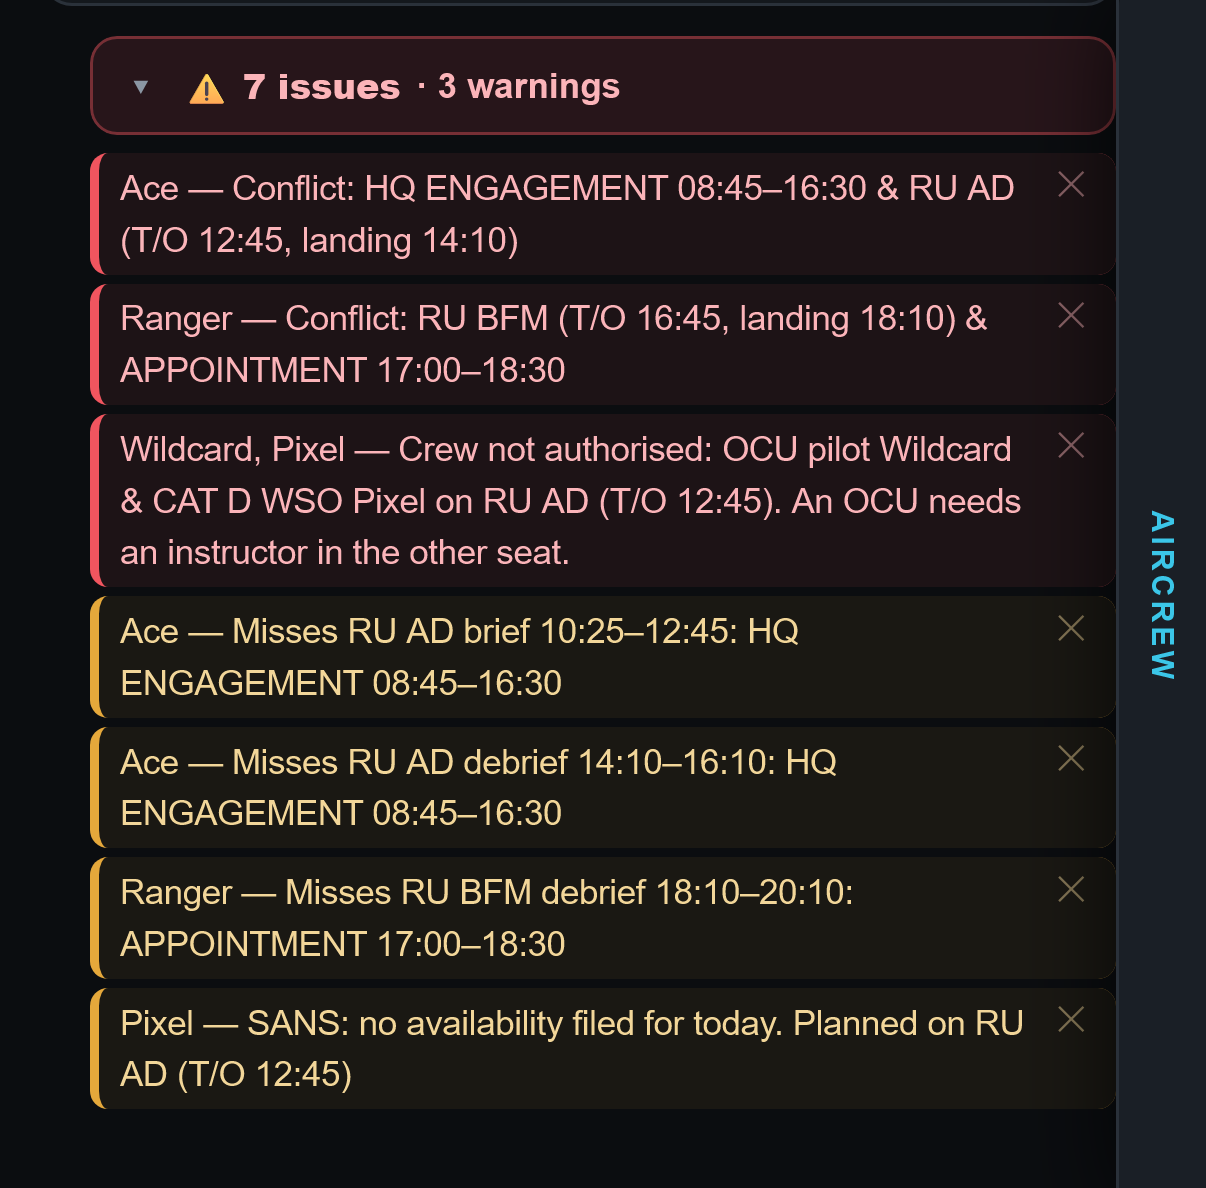 7 issues · 3 warnings
Ace — Conflict: HQ ENGAGEMENT 08:45–16:30 & RU AD
(T/O 12:45, landing 14:10)
Ranger — Conflict: RU BFM (T/O 16:45, landing 18:10) &
APPOINTMENT 17:00–18:30
Wildcard, Pixel — Crew not authorised: OCU pilot Wildcard
& CAT D WSO Pixel on RU AD (T/O 12:45). An OCU needs
an instructor in the other seat.
Ace — Misses RU AD brief 10:25–12:45: HQ
ENGAGEMENT 08:45–16:30
Ace — Misses RU AD debrief 14:10–16:10: HQ
ENGAGEMENT 08:45–16:30
Ranger — Misses RU BFM debrief 18:10–20:10:
APPOINTMENT 17:00–18:30
Pixel — SANS: no availability filed for today. Planned on RU
AD (T/O 12:45)
AIRCREW